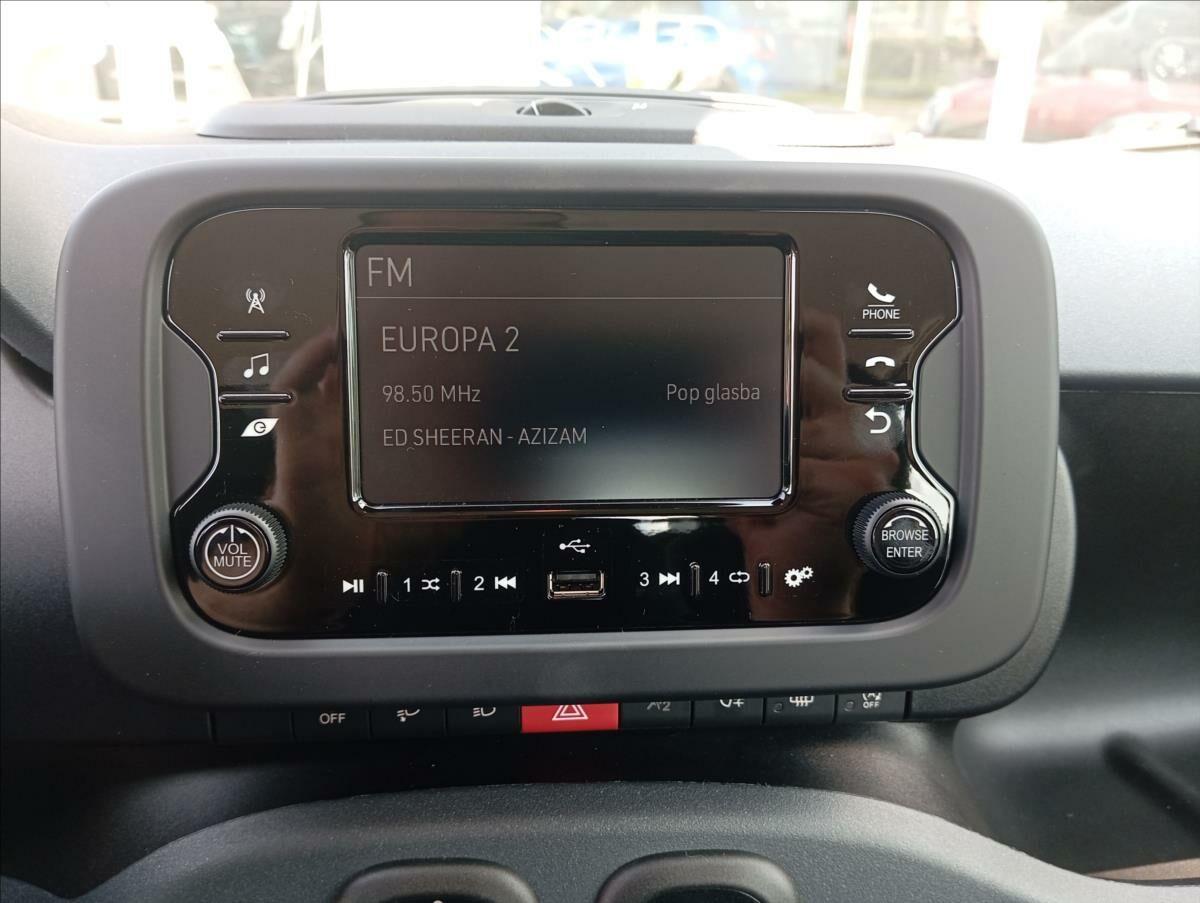 FM
EUROPA 2
98.50 MHz Pop glasba
ED SHEERAN - AZIZAM
PHONE
VOL
MUTE
BROWSE
ENTER
1 2 3 4
OFF
OFF